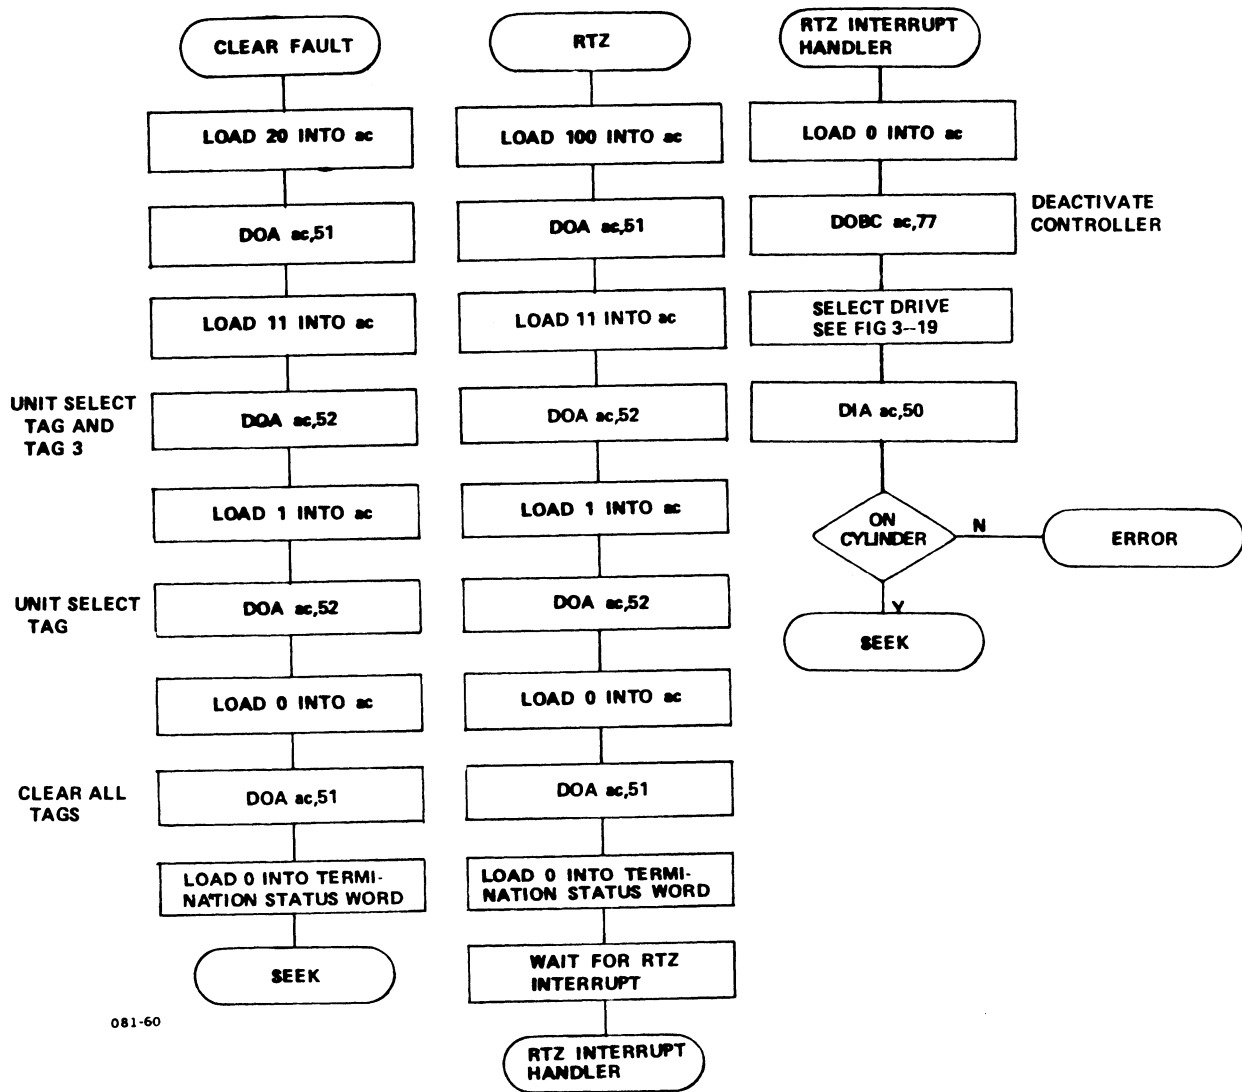 CLEAR FAULT
LOAD 20 INTO ac
DOA ac,51
LOAD 11 INTO ac
UNIT SELECT
TAG AND
TAG 3
DOA ac,52
LOAD 1 INTO ac
UNIT SELECT
TAG
DOA ac,52
LOAD 0 INTO ac
CLEAR ALL
TAGS
DOA ac,51
LOAD 0 INTO TERMI-
NATION STATUS WORD
SEEK
RTZ
LOAD 100 INTO ac
DOA ac,51
LOAD 11 INTO ac
DOA ac,52
LOAD 1 INTO ac
DOA ac,52
LOAD 0 INTO ac
DOA ac,51
LOAD 0 INTO TERMI-
NATION STATUS WORD
WAIT FOR RTZ
INTERRUPT
RTZ INTERRUPT
HANDLER
RTZ INTERRUPT
HANDLER
LOAD 0 INTO ac
DOBC ac,77
DEACTIVATE
CONTROLLER
SELECT DRIVE
SEE FIG 3--19
DIA ac,50
ON
CYLINDER
N
ERROR
Y
SEEK
081-60